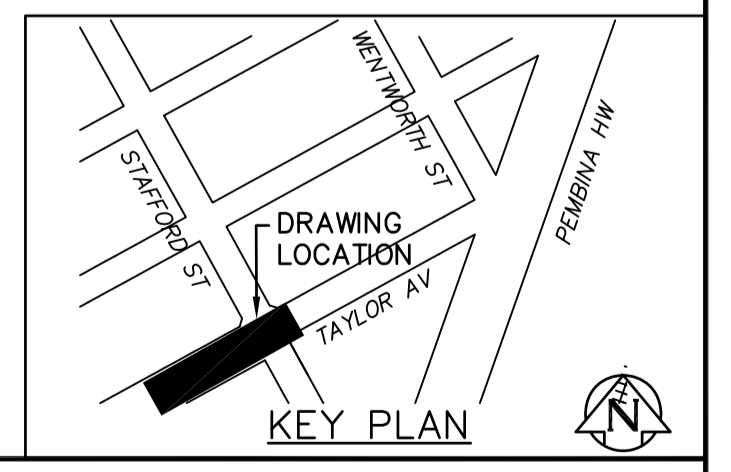 WENTWORTH ST
PEMBINA HW
STAFFORD ST
DRAWING
LOCATION
TAYLOR AV
KEY PLAN
N